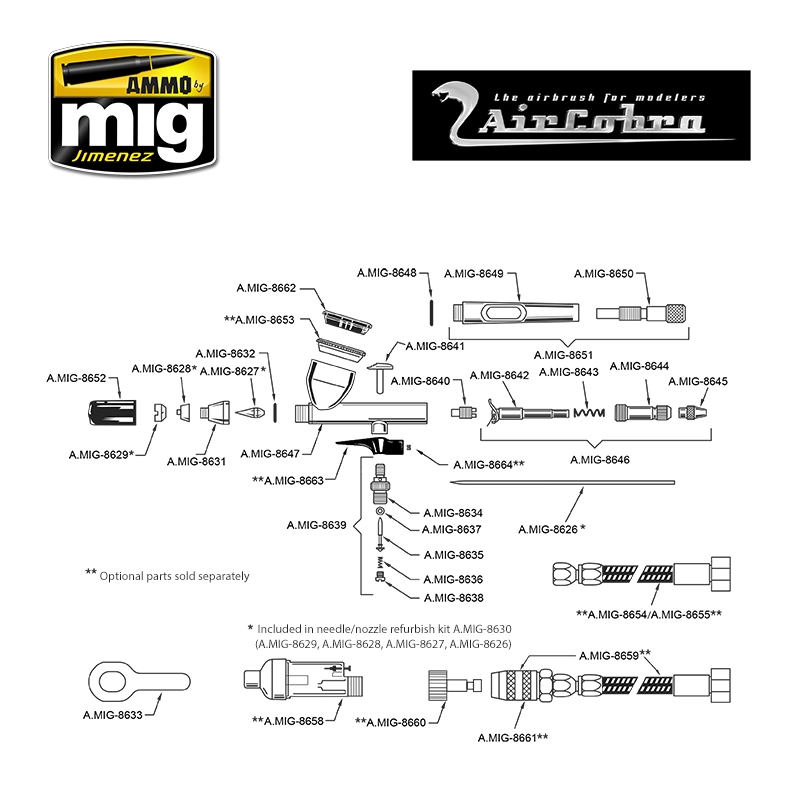 AMMO by
mig
Jimenez
the airbrush for modelers
AirCobra
A.MIG-8648
A.MIG-8649
A.MIG-8650
A.MIG-8662
**A.MIG-8653
A.MIG-8641
A.MIG-8651
A.MIG-8632
A.MIG-8628*
A.MIG-8627*
A.MIG-8652
A.MIG-8640
A.MIG-8642
A.MIG-8643
A.MIG-8644
A.MIG-8645
A.MIG-8629*
A.MIG-8631
A.MIG-8647
A.MIG-8646
**A.MIG-8663
A.MIG-8664**
A.MIG-8634
A.MIG-8639
A.MIG-8637
A.MIG-8626 *
A.MIG-8635
A.MIG-8636
A.MIG-8638
** Optional parts sold separately
**A.MIG-8654/A.MIG-8655**
* Included in needle/nozzle refurbish kit A.MIG-8630
(A.MIG-8629, A.MIG-8628, A.MIG-8627, A.MIG-8626)
A.MIG-8659**
A.MIG-8633
**A.MIG-8658
**A.MIG-8660
A.MIG-8661**